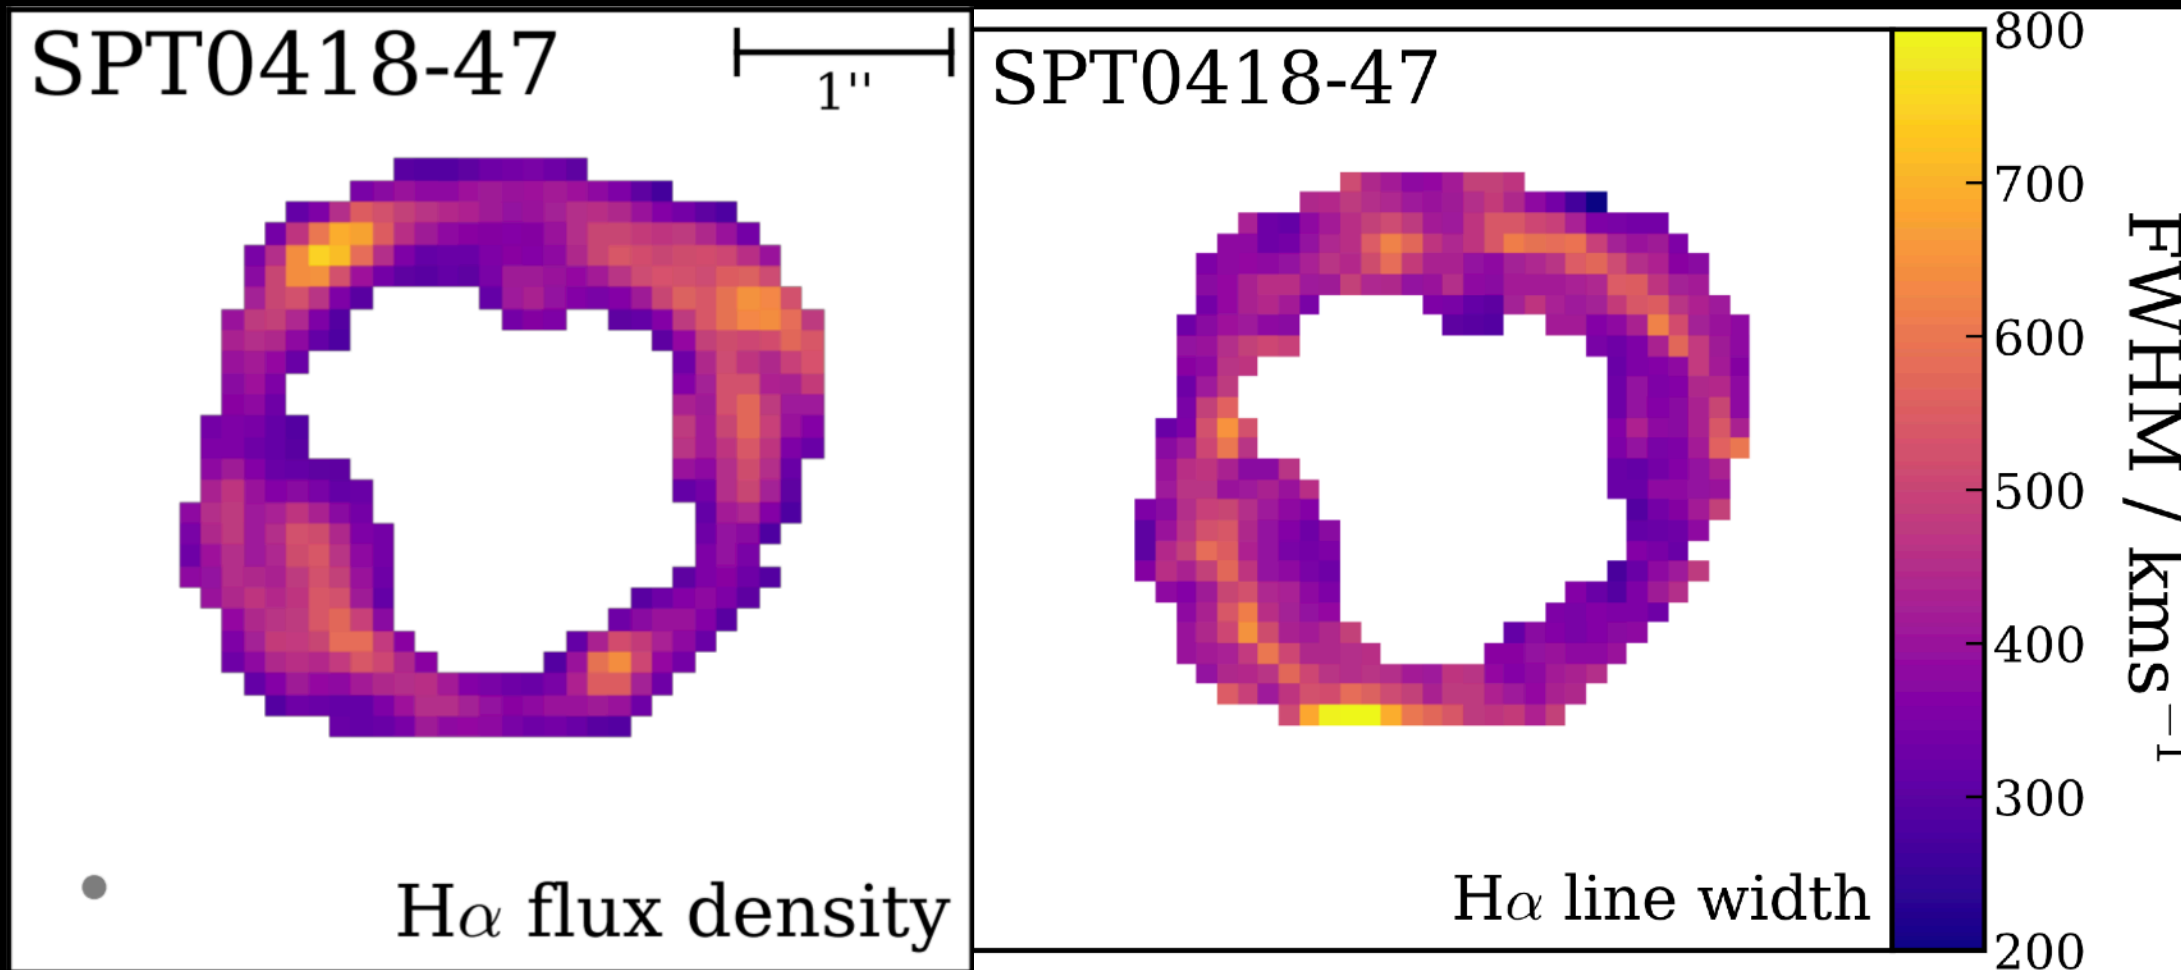 SPT0418-47
1''
Hα flux density
SPT0418-47
Hα line width
800
700
600
500
400
300
200
FWHM / kms⁻¹